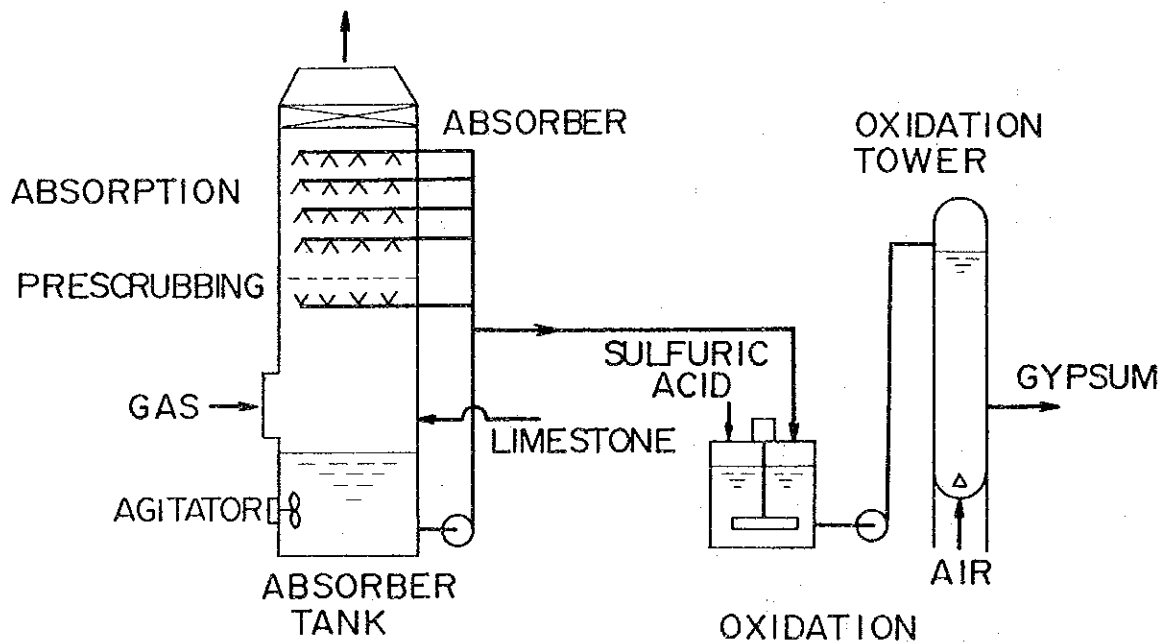 ABSORBER
ABSORPTION
PRESCRUBBING
GAS
AGITATOR
ABSORBER
TANK
LIMESTONE
SULFURIC
ACID
OXIDATION
TOWER
GYPSUM
AIR
OXIDATION